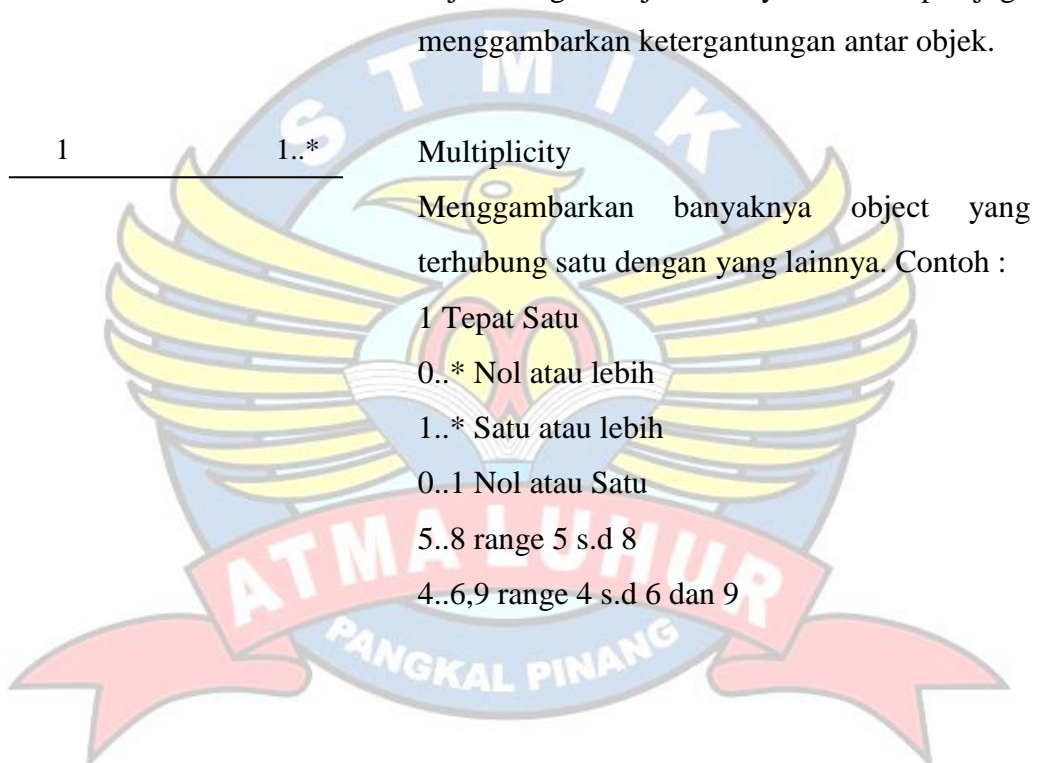 menggambarkan ketergantungan antar objek.
1 1..* Multiplicity
Menggambarkan banyaknya object yang
terhubung satu dengan yang lainnya. Contoh :
1 Tepat Satu
0..* Nol atau lebih
1..* Satu atau lebih
0..1 Nol atau Satu
5..8 range 5 s.d 8
4..6,9 range 4 s.d 6 dan 9
STMIK
ATMA LUHUR
PANGKAL PINANG